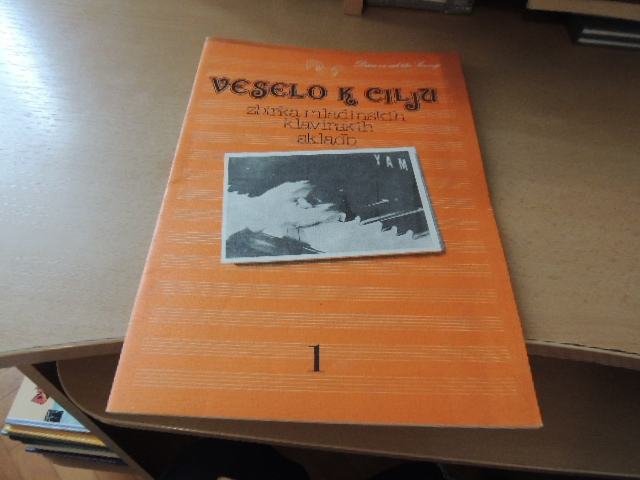 VESELO K CILJU
zbirka mladinskih
klavirskih
skladb
YAM
1